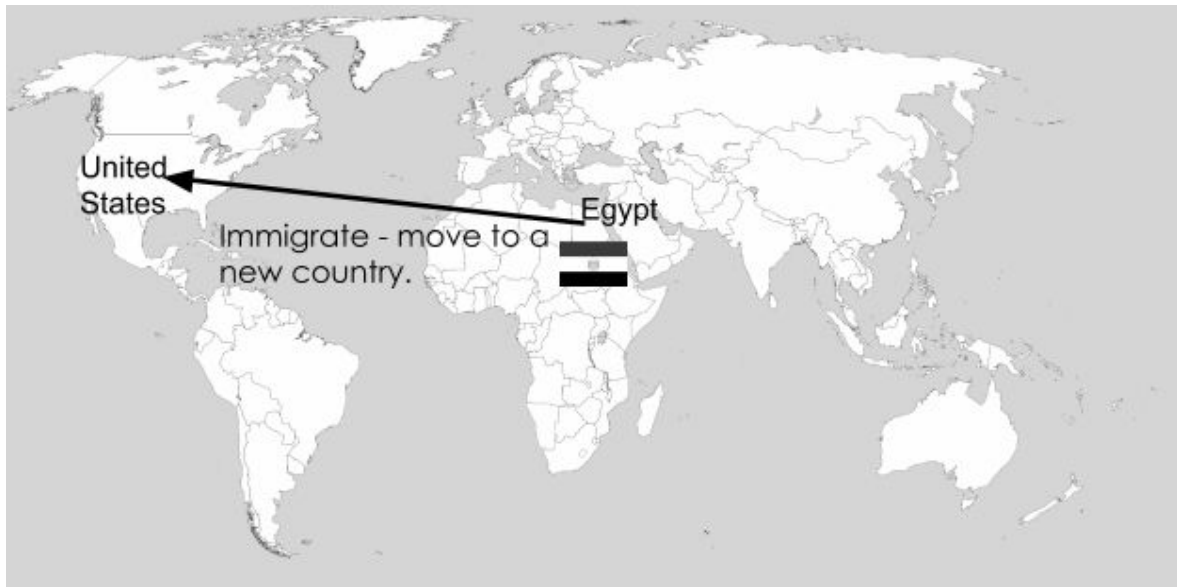 United
States
Egypt
Immigrate - move to a
new country.